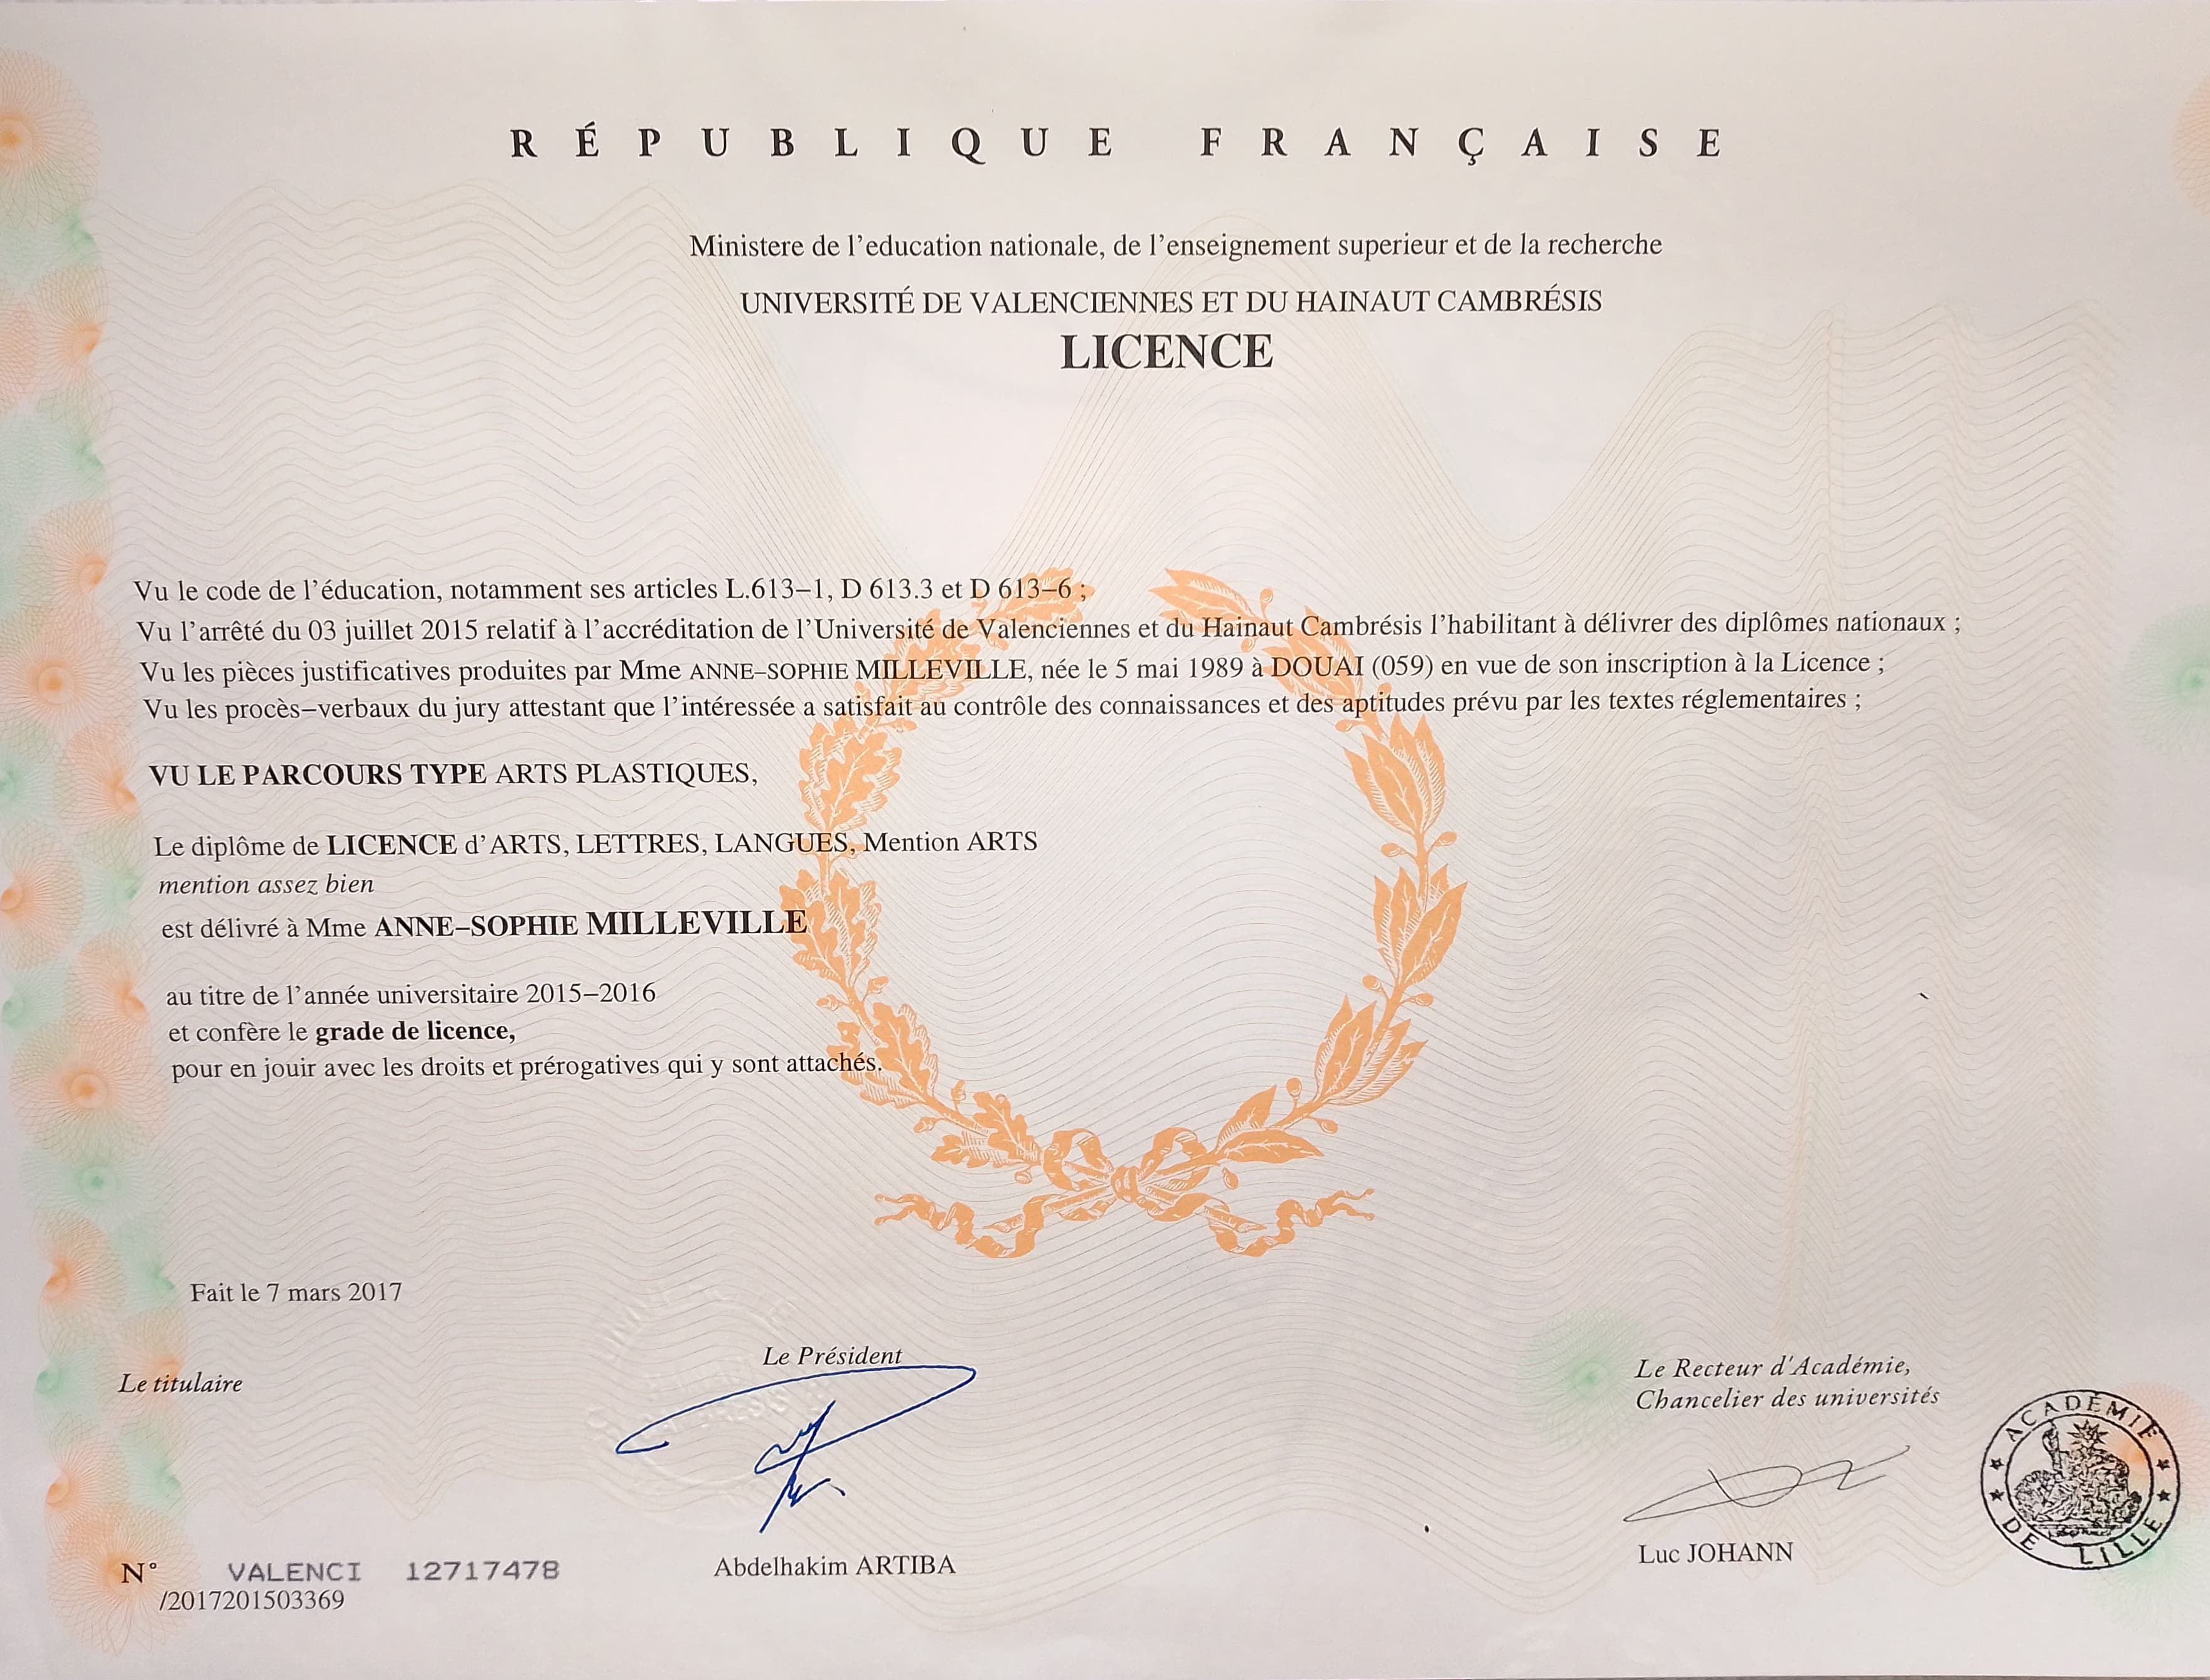 RÉPUBLIQUE FRANÇAISE
Ministere de l'education nationale, de l'enseignement superieur et de la recherche
UNIVERSITÉ DE VALENCIENNES ET DU HAINAUT CAMBRÉSIS
LICENCE
Vu le code de l'éducation, notamment ses articles L.613–1, D 613.3 et D 613–6 ;
Vu l'arrêté du 03 juillet 2015 relatif à l'accréditation de l'Université de Valenciennes et du Hainaut Cambrésis l'habilitant à délivrer des diplômes nationaux ;
Vu les pièces justificatives produites par Mme ANNE–SOPHIE MILLEVILLE, née le 5 mai 1989 à DOUAI (059) en vue de son inscription à la Licence ;
Vu les procès–verbaux du jury attestant que l'intéressée a satisfait au contrôle des connaissances et des aptitudes prévu par les textes réglementaires ;
VU LE PARCOURS TYPE ARTS PLASTIQUES,
Le diplôme de LICENCE d'ARTS, LETTRES, LANGUES, Mention ARTS
mention assez bien
est délivré à Mme ANNE–SOPHIE MILLEVILLE
au titre de l'année universitaire 2015–2016
et confère le grade de licence,
pour en jouir avec les droits et prérogatives qui y sont attachés.
Fait le 7 mars 2017
Le titulaire
Le Président
Le Recteur d'Académie,
Chancelier des universités
ACADÉMIE DE LILLE
Abdelhakim ARTIBA
Luc JOHANN
N° VALENCI 12717478
/2017201503369